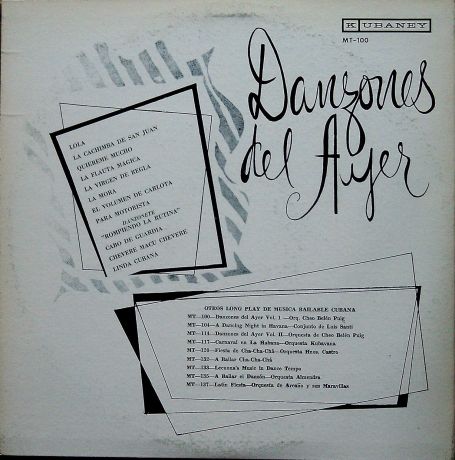 KUBANEY
MT-100
Danzones
del Ayer
LOLA
LA CACHIMBA DE SAN JUAN
QUIEREME MUCHO
LA FLAUTA MAGICA
LA VIRGEN DE REGLA
LA MORA
EL VOLUMEN DE CARLOTA
PARA MOTORISTA
DANZONETE
"ROMPIENDO LA RUTINA"
CABO DE GUARDIA
CHEVERE MACU CHEVERE
LINDA CUBANA
OTROS LONG PLAY DE MUSICA BAILABLE CUBANA
MT—100—Danzones del Ayer Vol. I —Orq. Cheo Belén Puig
MT—104—A Dancing Night in Havana—Conjunto de Luis Santi
MT—114—Danzones del Ayer Vol. II—Orquesta de Cheo Belén Puig
MT—117—Carnaval en La Habana—Orquesta Kubavana
MT—124—Fiesta de Cha-Cha-Chá—Orquesta Hnos. Castro
MT—132—A Bailar Cha-Chá
MT—133—Lecuona's Music in Dance Tempo
MT—135—A Bailar el Danzón—Orquesta Almendra
MT—137—Latin Fiesta—Orquesta de Arcaño y sus Maravillas